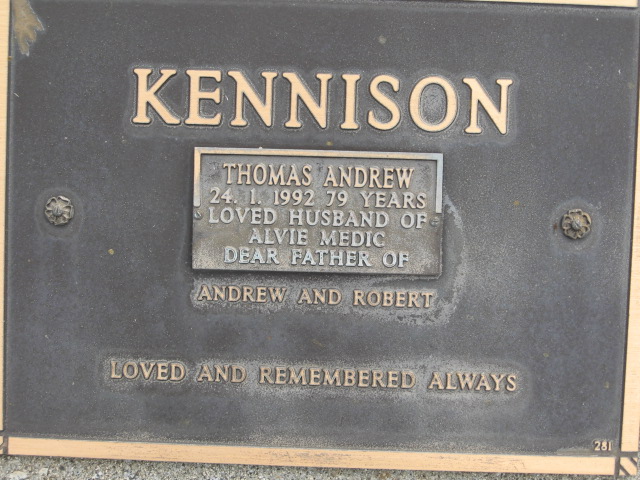 KENNISON
THOMAS ANDREW
24. 1. 1992 79 YEARS
LOVED HUSBAND OF
ALVIE MEDIC
DEAR FATHER OF
ANDREW AND ROBERT
LOVED AND REMEMBERED ALWAYS
281